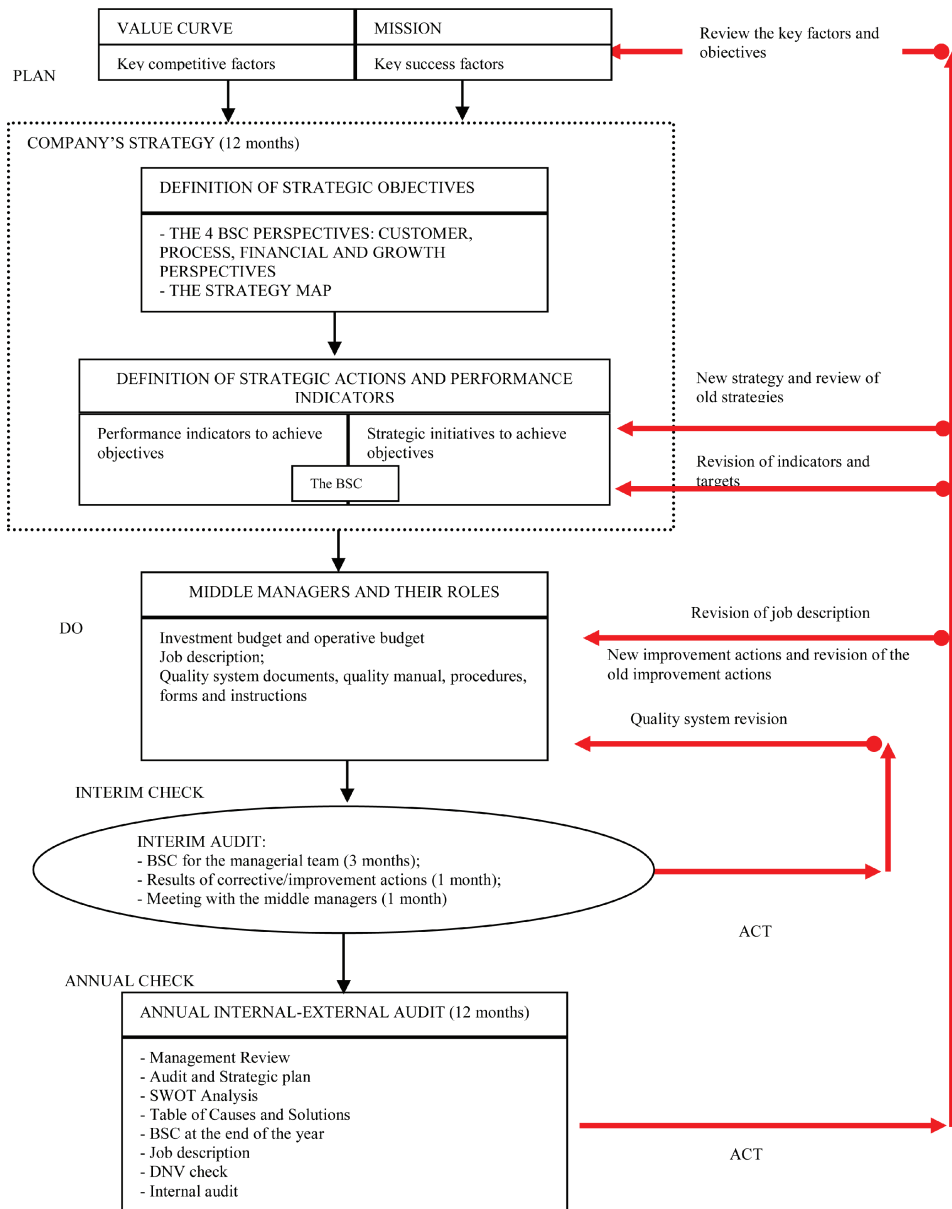 VALUE CURVE
MISSION
Key competitive factors
Key success factors
Review the key factors and
objectives
PLAN
COMPANY'S STRATEGY (12 months)
DEFINITION OF STRATEGIC OBJECTIVES
- THE 4 BSC PERSPECTIVES: CUSTOMER,
PROCESS, FINANCIAL AND GROWTH
PERSPECTIVES
- THE STRATEGY MAP
DEFINITION OF STRATEGIC ACTIONS AND PERFORMANCE
INDICATORS
Performance indicators to achieve
objectives
Strategic initiatives to achieve
objectives
The BSC
New strategy and review of
old strategies
Revision of indicators and
targets
MIDDLE MANAGERS AND THEIR ROLES
DO
Investment budget and operative budget
Job description;
Quality system documents, quality manual, procedures,
forms and instructions
Revision of job description
New improvement actions and revision of the
old improvement actions
Quality system revision
INTERIM CHECK
INTERIM AUDIT:
- BSC for the managerial team (3 months);
- Results of corrective/improvement actions (1 month);
- Meeting with the middle managers (1 month)
ACT
ANNUAL CHECK
ANNUAL INTERNAL-EXTERNAL AUDIT (12 months)
- Management Review
- Audit and Strategic plan
- SWOT Analysis
- Table of Causes and Solutions
- BSC at the end of the year
- Job description
- DNV check
- Internal audit
ACT